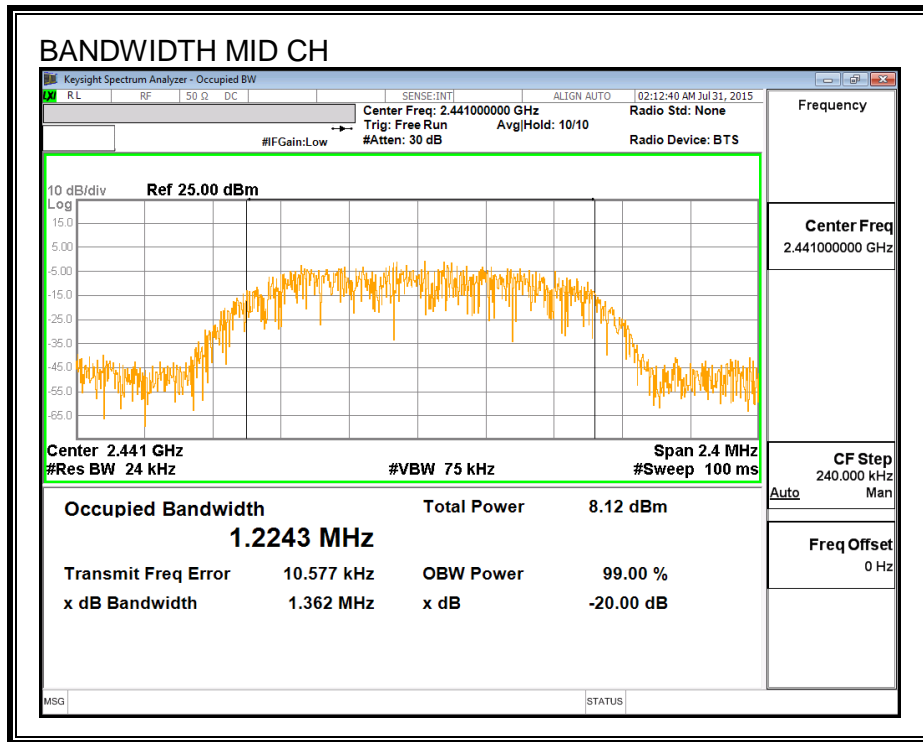 BANDWIDTH MID CH
Keysight Spectrum Analyzer - Occupied BW
LXI RL RF 50 Ω DC SENSE:INT ALIGN AUTO 02:12:40 AM Jul 31, 2015
Center Freq: 2.441000000 GHz Radio Std: None
Trig: Free Run Avg|Hold: 10/10
#IFGain:Low #Atten: 30 dB Radio Device: BTS
10 dB/div Ref 25.00 dBm
Log
15.0
5.00
-5.00
-15.0
-25.0
-35.0
-45.0
-55.0
-65.0
Center 2.441 GHz Span 2.4 MHz
#Res BW 24 kHz #VBW 75 kHz #Sweep 100 ms
Occupied Bandwidth Total Power 8.12 dBm
1.2243 MHz
Transmit Freq Error 10.577 kHz OBW Power 99.00 %
x dB Bandwidth 1.362 MHz x dB -20.00 dB
Frequency
Center Freq
2.441000000 GHz
CF Step
240.000 kHz
Auto Man
Freq Offset
0 Hz
MSG STATUS